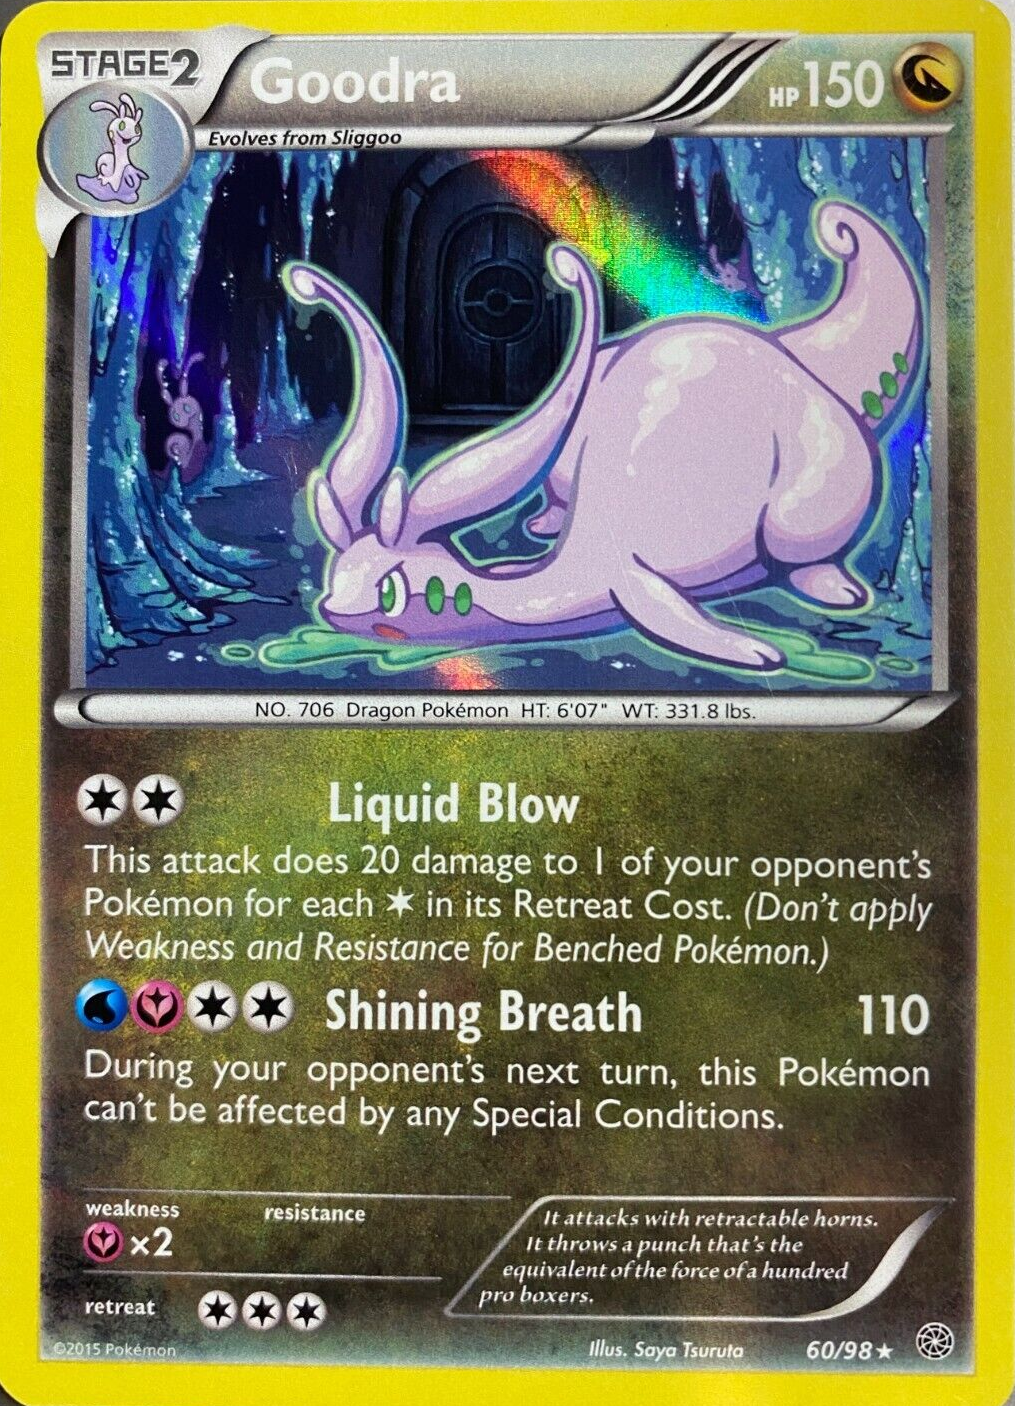 STAGE2
Goodra
HP150
Evolves from Sliggoo
NO. 706 Dragon Pokémon HT: 6'07" WT: 331.8 lbs.
Liquid Blow
This attack does 20 damage to 1 of your opponent's
Pokémon for each in its Retreat Cost. (Don't apply
Weakness and Resistance for Benched Pokémon.)
Shining Breath 110
During your opponent's next turn, this Pokémon
can't be affected by any Special Conditions.
weakness resistance
×2
retreat
It attacks with retractable horns.
It throws a punch that's the
equivalent of the force of a hundred
pro boxers.
©2015 Pokémon
Illus. Saya Tsuruta
60/98★